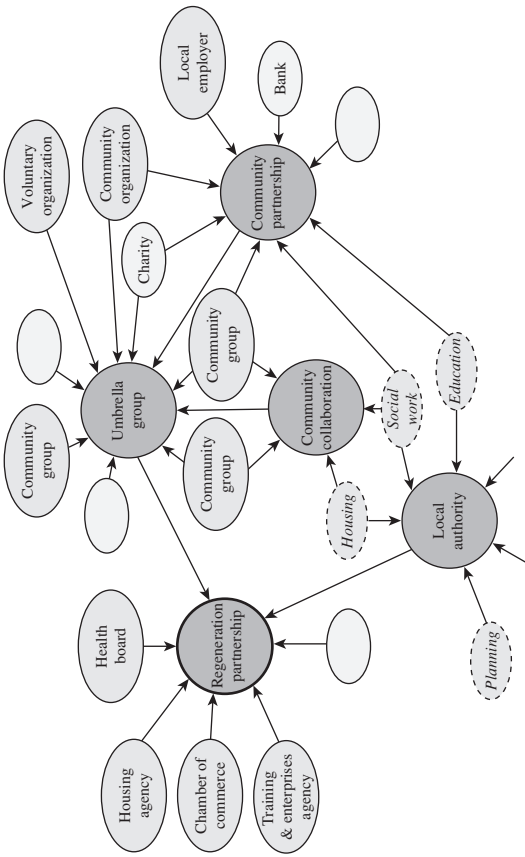 Community
group
Voluntary
organization
Health
board
Umbrella
group
Community
organization
Housing
agency
Charity
Local
employer
Chamber of
commerce
Regeneration
partnership
Community
group
Community
group
Community
partnership
Bank
Training
& enterprises
agency
Community
collaboration
Housing
Social
work
Local
authority
Education
Planning